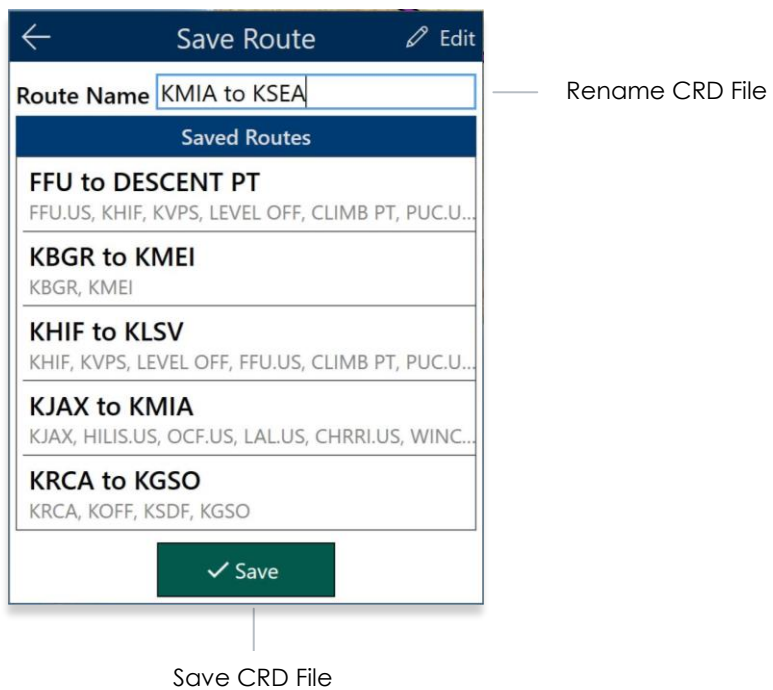 Save Route
Edit
Route Name KMIA to KSEA
Rename CRD File
Saved Routes
FFU to DESCENT PT
FFU.US, KHIF, KVPS, LEVEL OFF, CLIMB PT, PUC.U...
KBGR to KMEI
KBGR, KMEI
KHIF to KLSV
KHIF, KVPS, LEVEL OFF, FFU.US, CLIMB PT, PUC.U...
KJAX to KMIA
KJAX, HILIS.US, OCF.US, LAL.US, CHRRI.US, WINC...
KRCA to KGSO
KRCA, KOFF, KSDF, KGSO
Save
Save CRD File